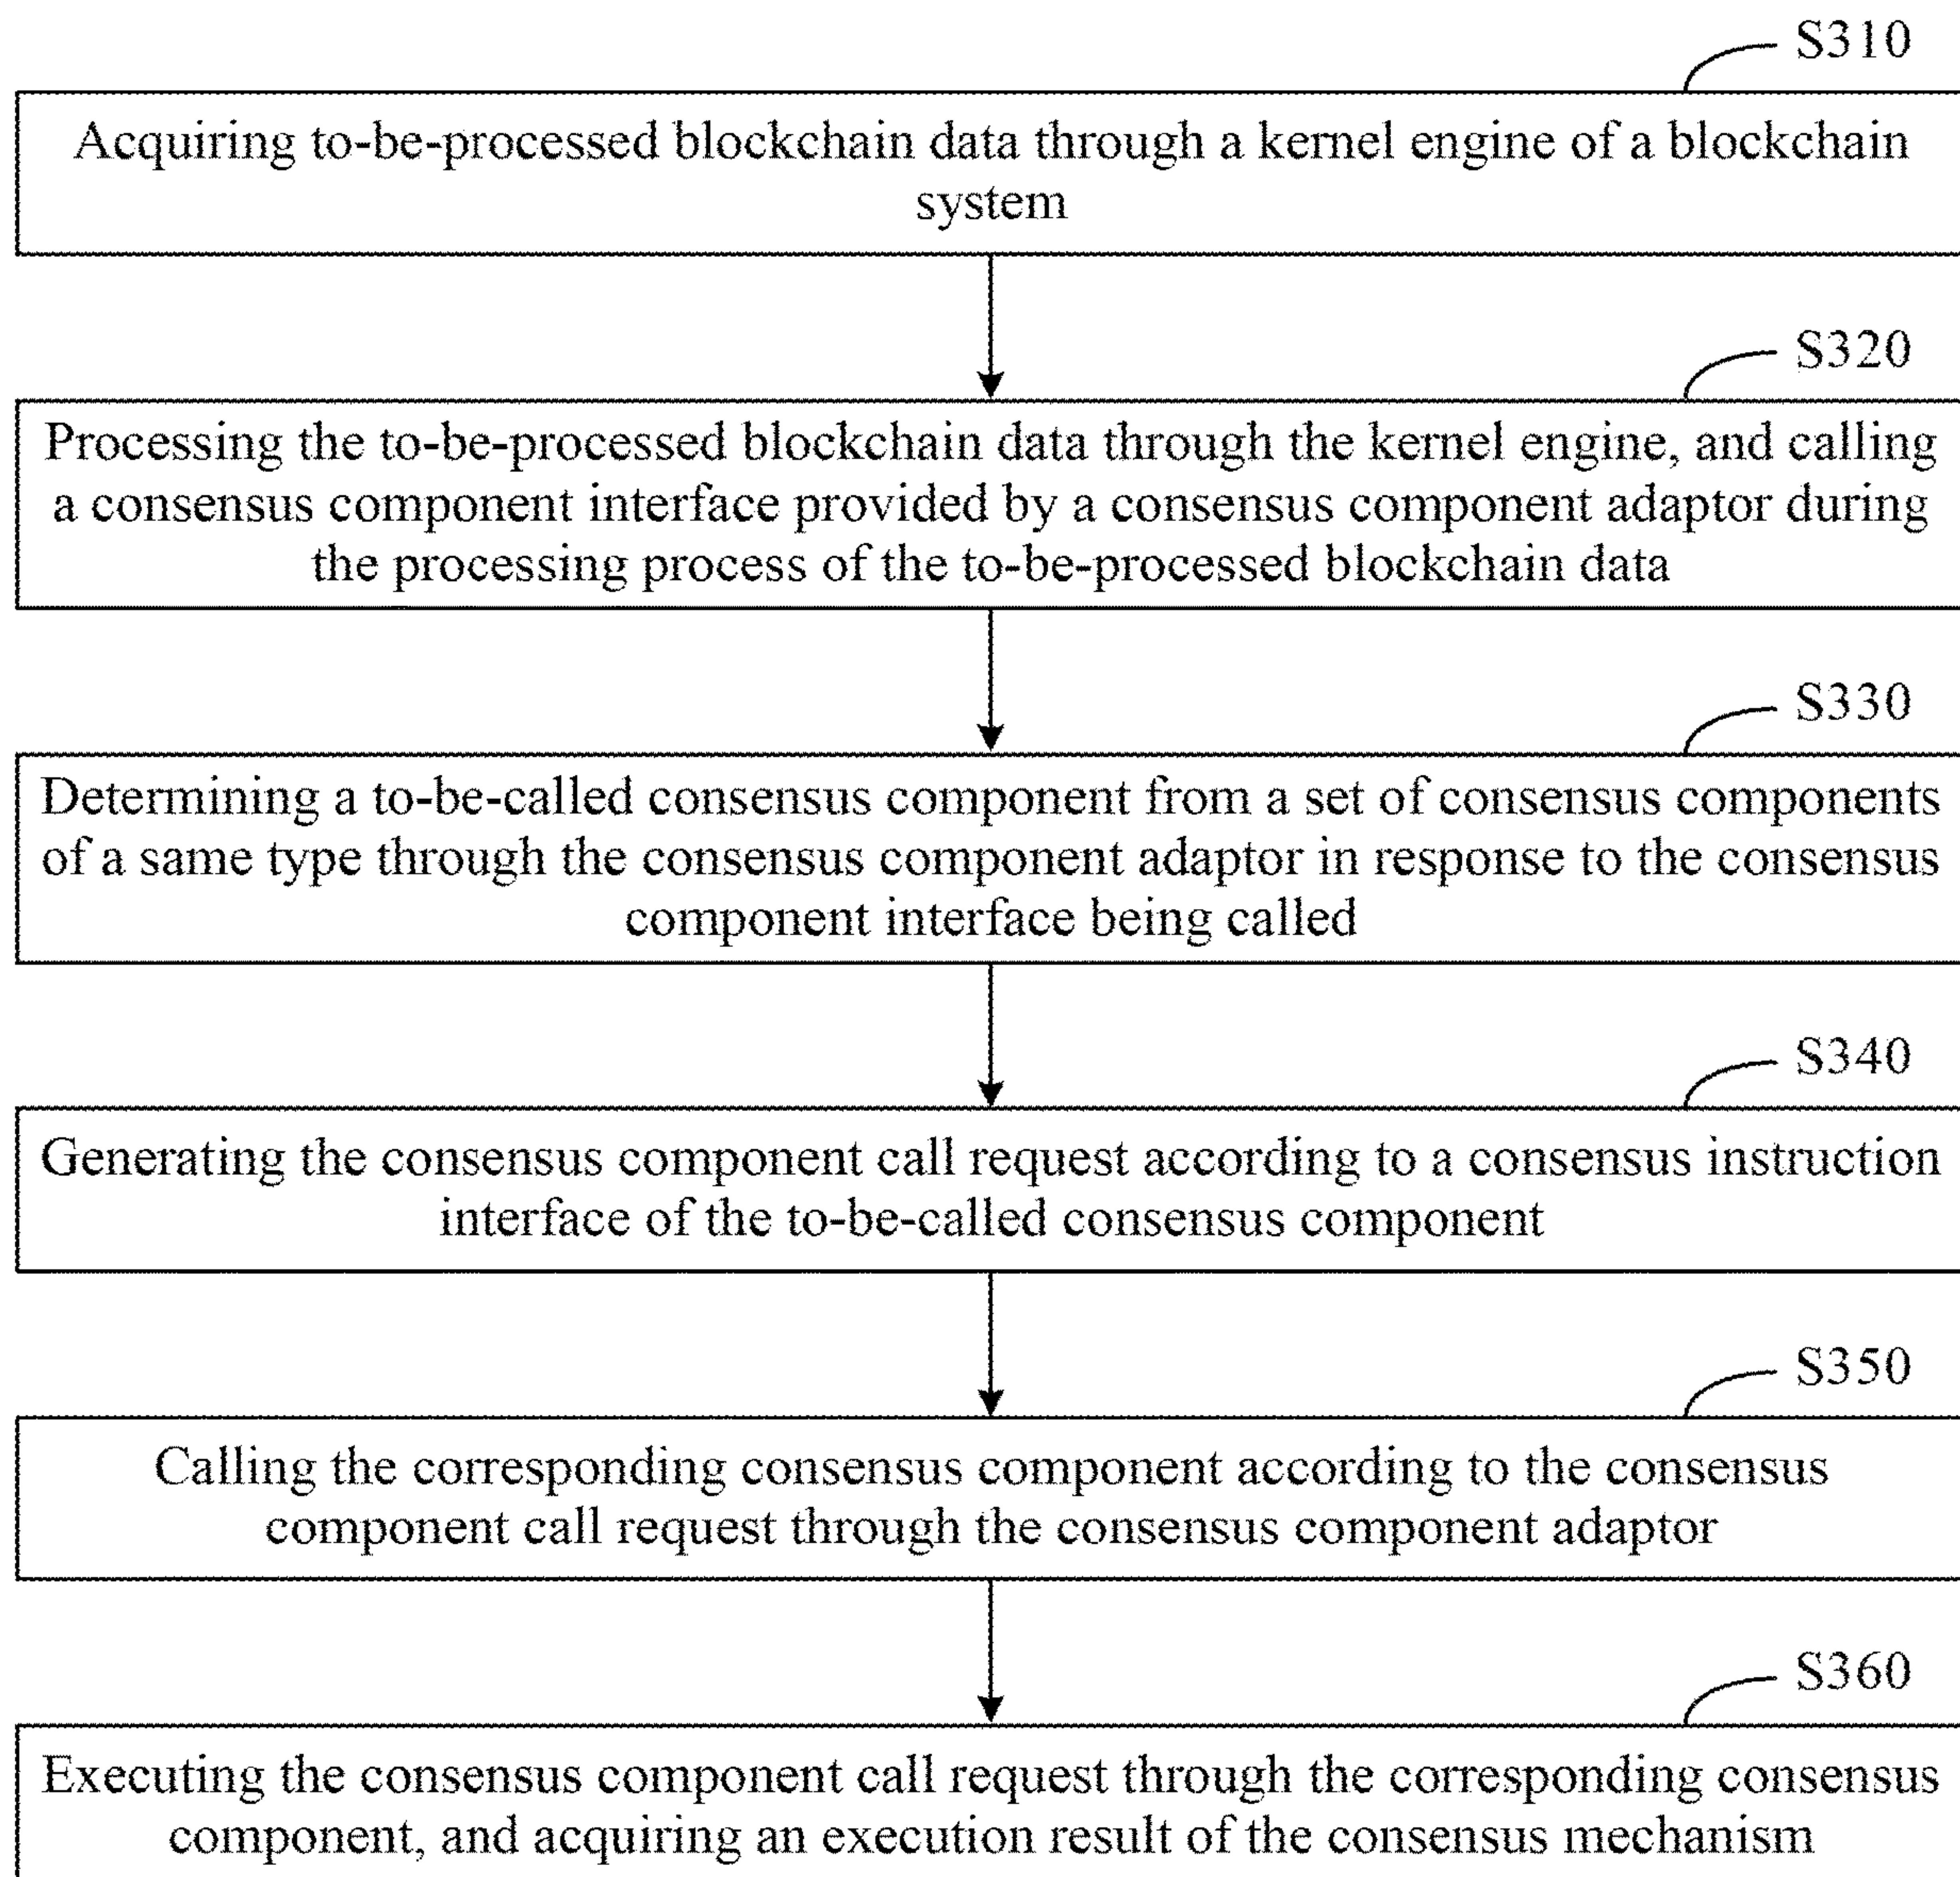 S310
Acquiring to-be-processed blockchain data through a kernel engine of a blockchain
system
S320
Processing the to-be-processed blockchain data through the kernel engine, and calling
a consensus component interface provided by a consensus component adaptor during
the processing process of the to-be-processed blockchain data
S330
Determining a to-be-called consensus component from a set of consensus components
of a same type through the consensus component adaptor in response to the consensus
component interface being called
S340
Generating the consensus component call request according to a consensus instruction
interface of the to-be-called consensus component
S350
Calling the corresponding consensus component according to the consensus
component call request through the consensus component adaptor
S360
Executing the consensus component call request through the corresponding consensus
component, and acquiring an execution result of the consensus mechanism